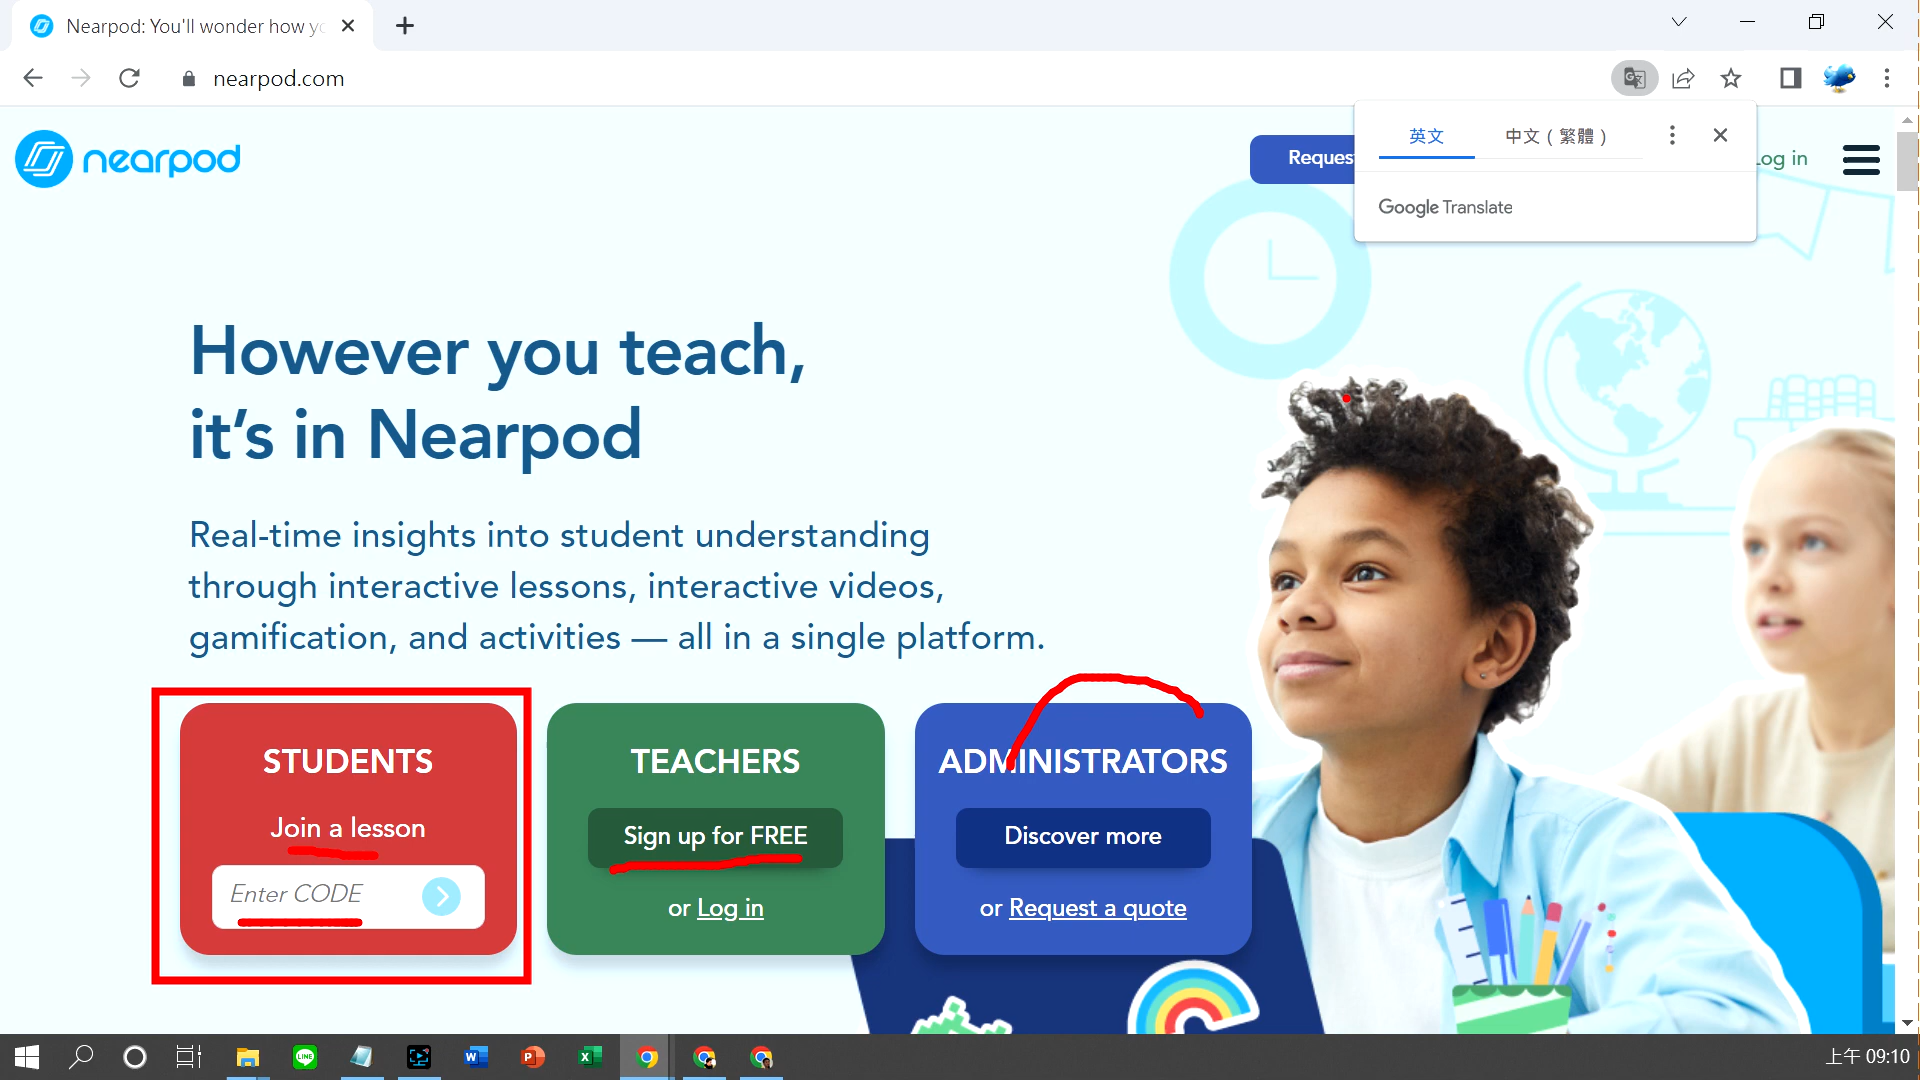 Nearpod: You'll wonder how yo
nearpod.com
英文
中文（繁體）
Google Translate
nearpod
Reques
Log in
However you teach,
it's in Nearpod
Real-time insights into student understanding
through interactive lessons, interactive videos,
gamification, and activities — all in a single platform.
STUDENTS
Join a lesson
Enter CODE
TEACHERS
Sign up for FREE
or Log in
ADMINISTRATORS
Discover more
or Request a quote
上午 09:10